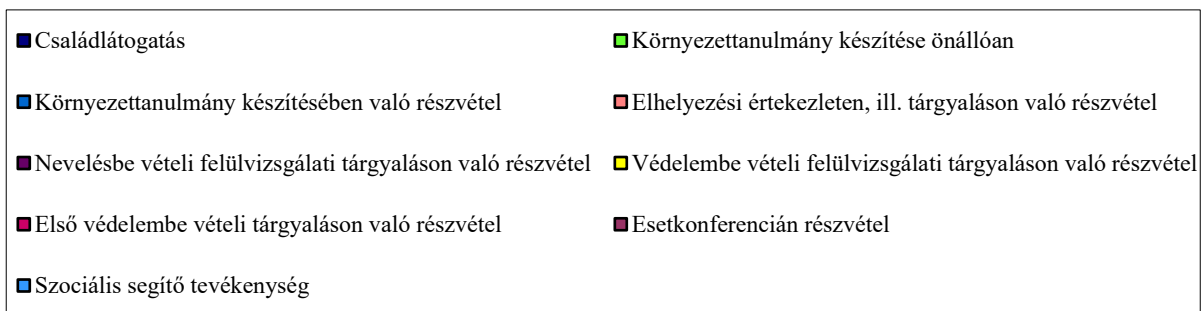 Családlátogatás
Környezettanulmány készítése önállóan
Környezettanulmány készítésében való részvétel
Elhelyezési értekezleten, ill. tárgyaláson való részvétel
Nevelésbe vételi felülvizsgálati tárgyaláson való részvétel
Védelembe vételi felülvizsgálati tárgyaláson való részvétel
Első védelembe vételi tárgyaláson való részvétel
Esetkonferencián részvétel
Szociális segítő tevékenység